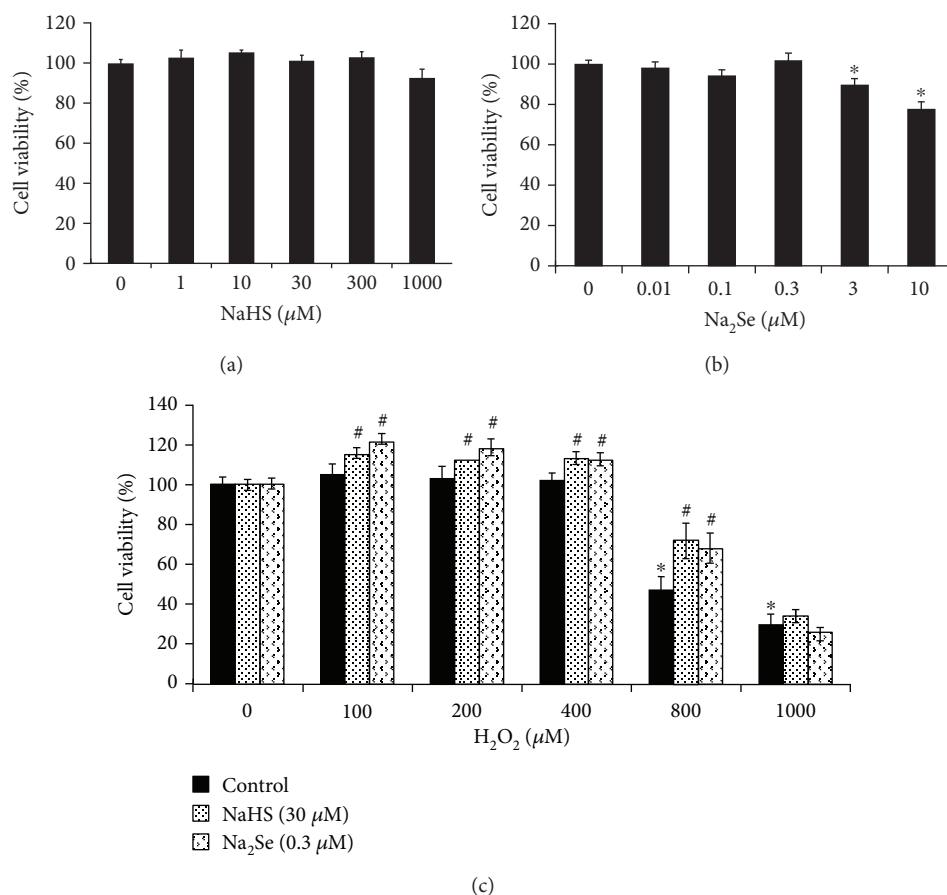 120
100
80
60
40
20
0
Cell viability (%)
0 1 10 30 300 1000
NaHS (μM)
(a)
120
100
80
60
40
20
0
Cell viability (%)
* *
0 0.01 0.1 0.3 3 10
Na₂Se (μM)
(b)
140
120
100
80
60
40
20
0
Cell viability (%)
# # # # # # * # # *
0 100 200 400 800 1000
H₂O₂ (μM)
Control
NaHS (30 μM)
Na₂Se (0.3 μM)
(c)